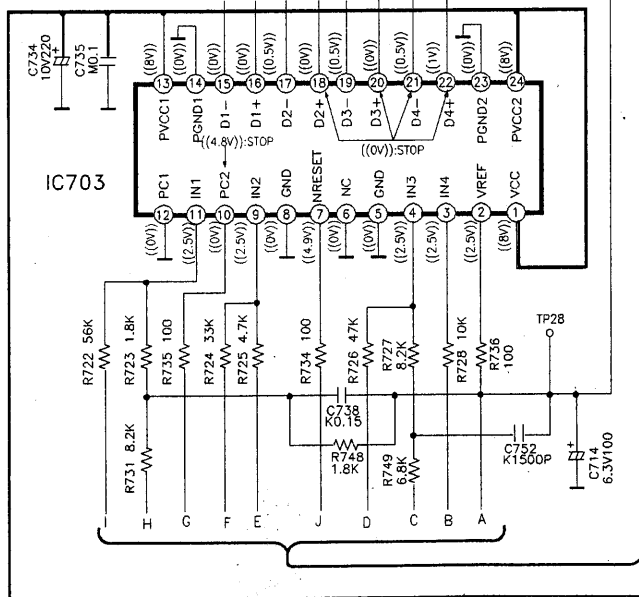 C734
10V220
C735
M0.1
((8V))
((0V))
((0V))
((0.5V))
((0V))
((0V))
((0.5V))
((0V))
((0.5V))
((1V))
((0V))
((8V))
13
14
15
16
17
18
19
20
21
22
23
24
PVCC1
PGND1
D1-
D1+
D2-
D2+
D3-
D3+
D4-
D4+
PGND2
PVCC2
((4.8V)):STOP
((0V)):STOP
IC703
PC1
IN1
PC2
IN2
GND
NRESET
NC
GND
IN3
IN4
VREF
VCC
12
11
10
9
8
7
6
5
4
3
2
1
((0V))
((2.5V))
((0V))
((2.5V))
((0V))
((4.9V))
((0V))
((0V))
((2.5V))
((2.5V))
((2.5V))
((8V))
R722 56K
R723 1.8K
R735 100
R724 33K
R725 4.7K
R734 100
R726 47K
R727
8.2K
R728 10K
R736
100
TP28
C738
K0.15
R748
1.8K
R731 8.2K
R749
6.8K
C752
K1500P
C714
6.3V100
I
H
G
F
E
J
D
C
B
A